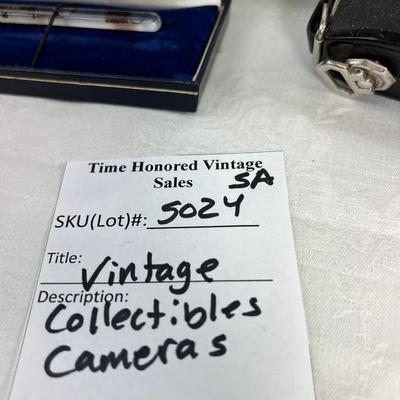 Time Honored Vintage
Sales SA
SKU(Lot)#: 5024
Title: Vintage
Description:
Collectibles
Cameras